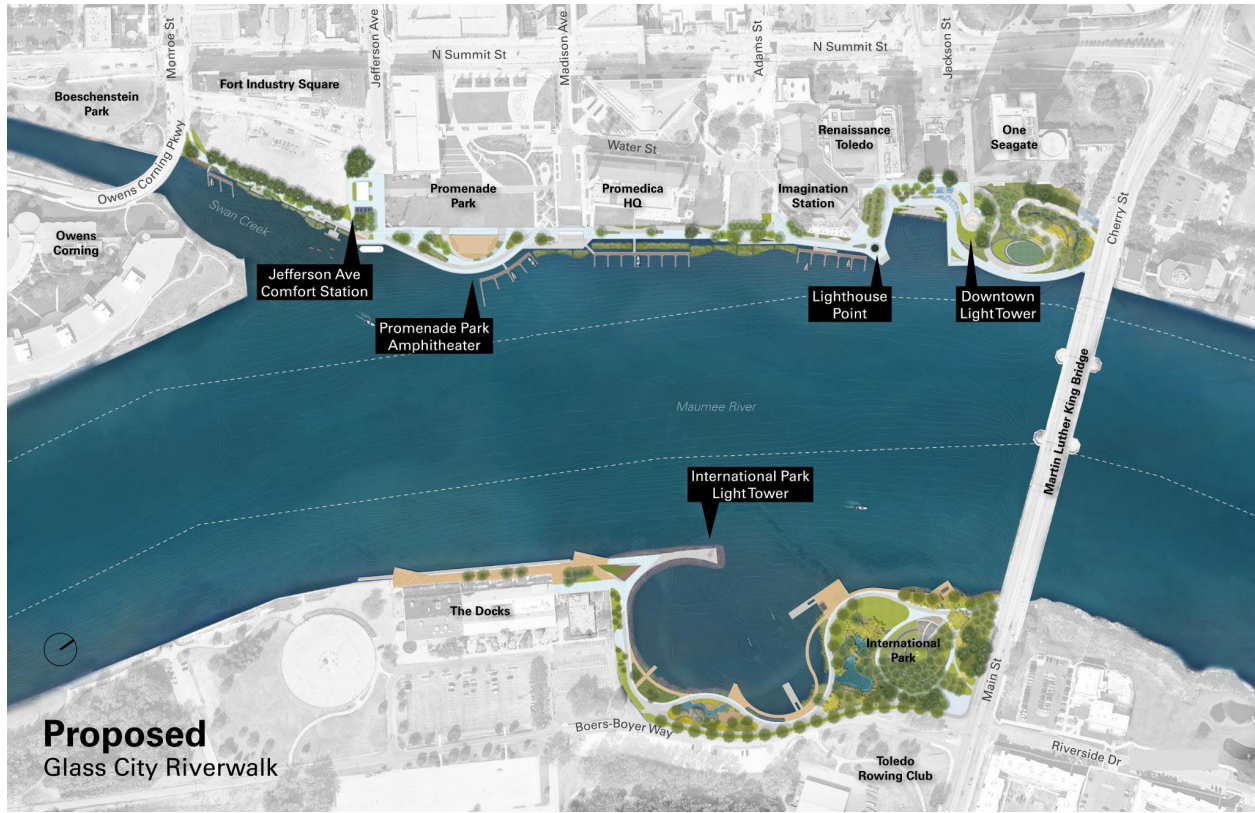 Monroe St
Jefferson Ave
N Summit St
Madison Ave
Adams St
N Summit St
Jackson St
Fort Industry Square
Boeschenstein
Park
Owens Corning Pkwy
Swan Creek
Owens
Corning
Promenade
Park
Water St
Promedica
HQ
Renaissance
Toledo
Imagination
Station
One
Seagate
Cherry St
Jefferson Ave
Comfort Station
Promenade Park
Amphitheater
Lighthouse
Point
Downtown
Light Tower
Martin Luther King Bridge
Maumee River
International Park
Light Tower
The Docks
International
Park
Main St
Boers-Boyer Way
Riverside Dr
Toledo
Rowing Club
Proposed
Glass City Riverwalk